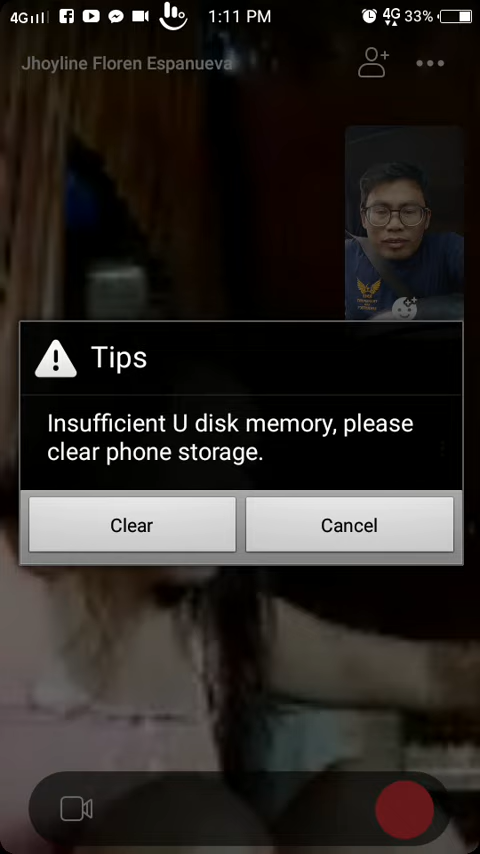 4G 1:11 PM 4G 33%
Jhoyline Floren Espanueva
Tips
Insufficient U disk memory, please
clear phone storage.
Clear
Cancel